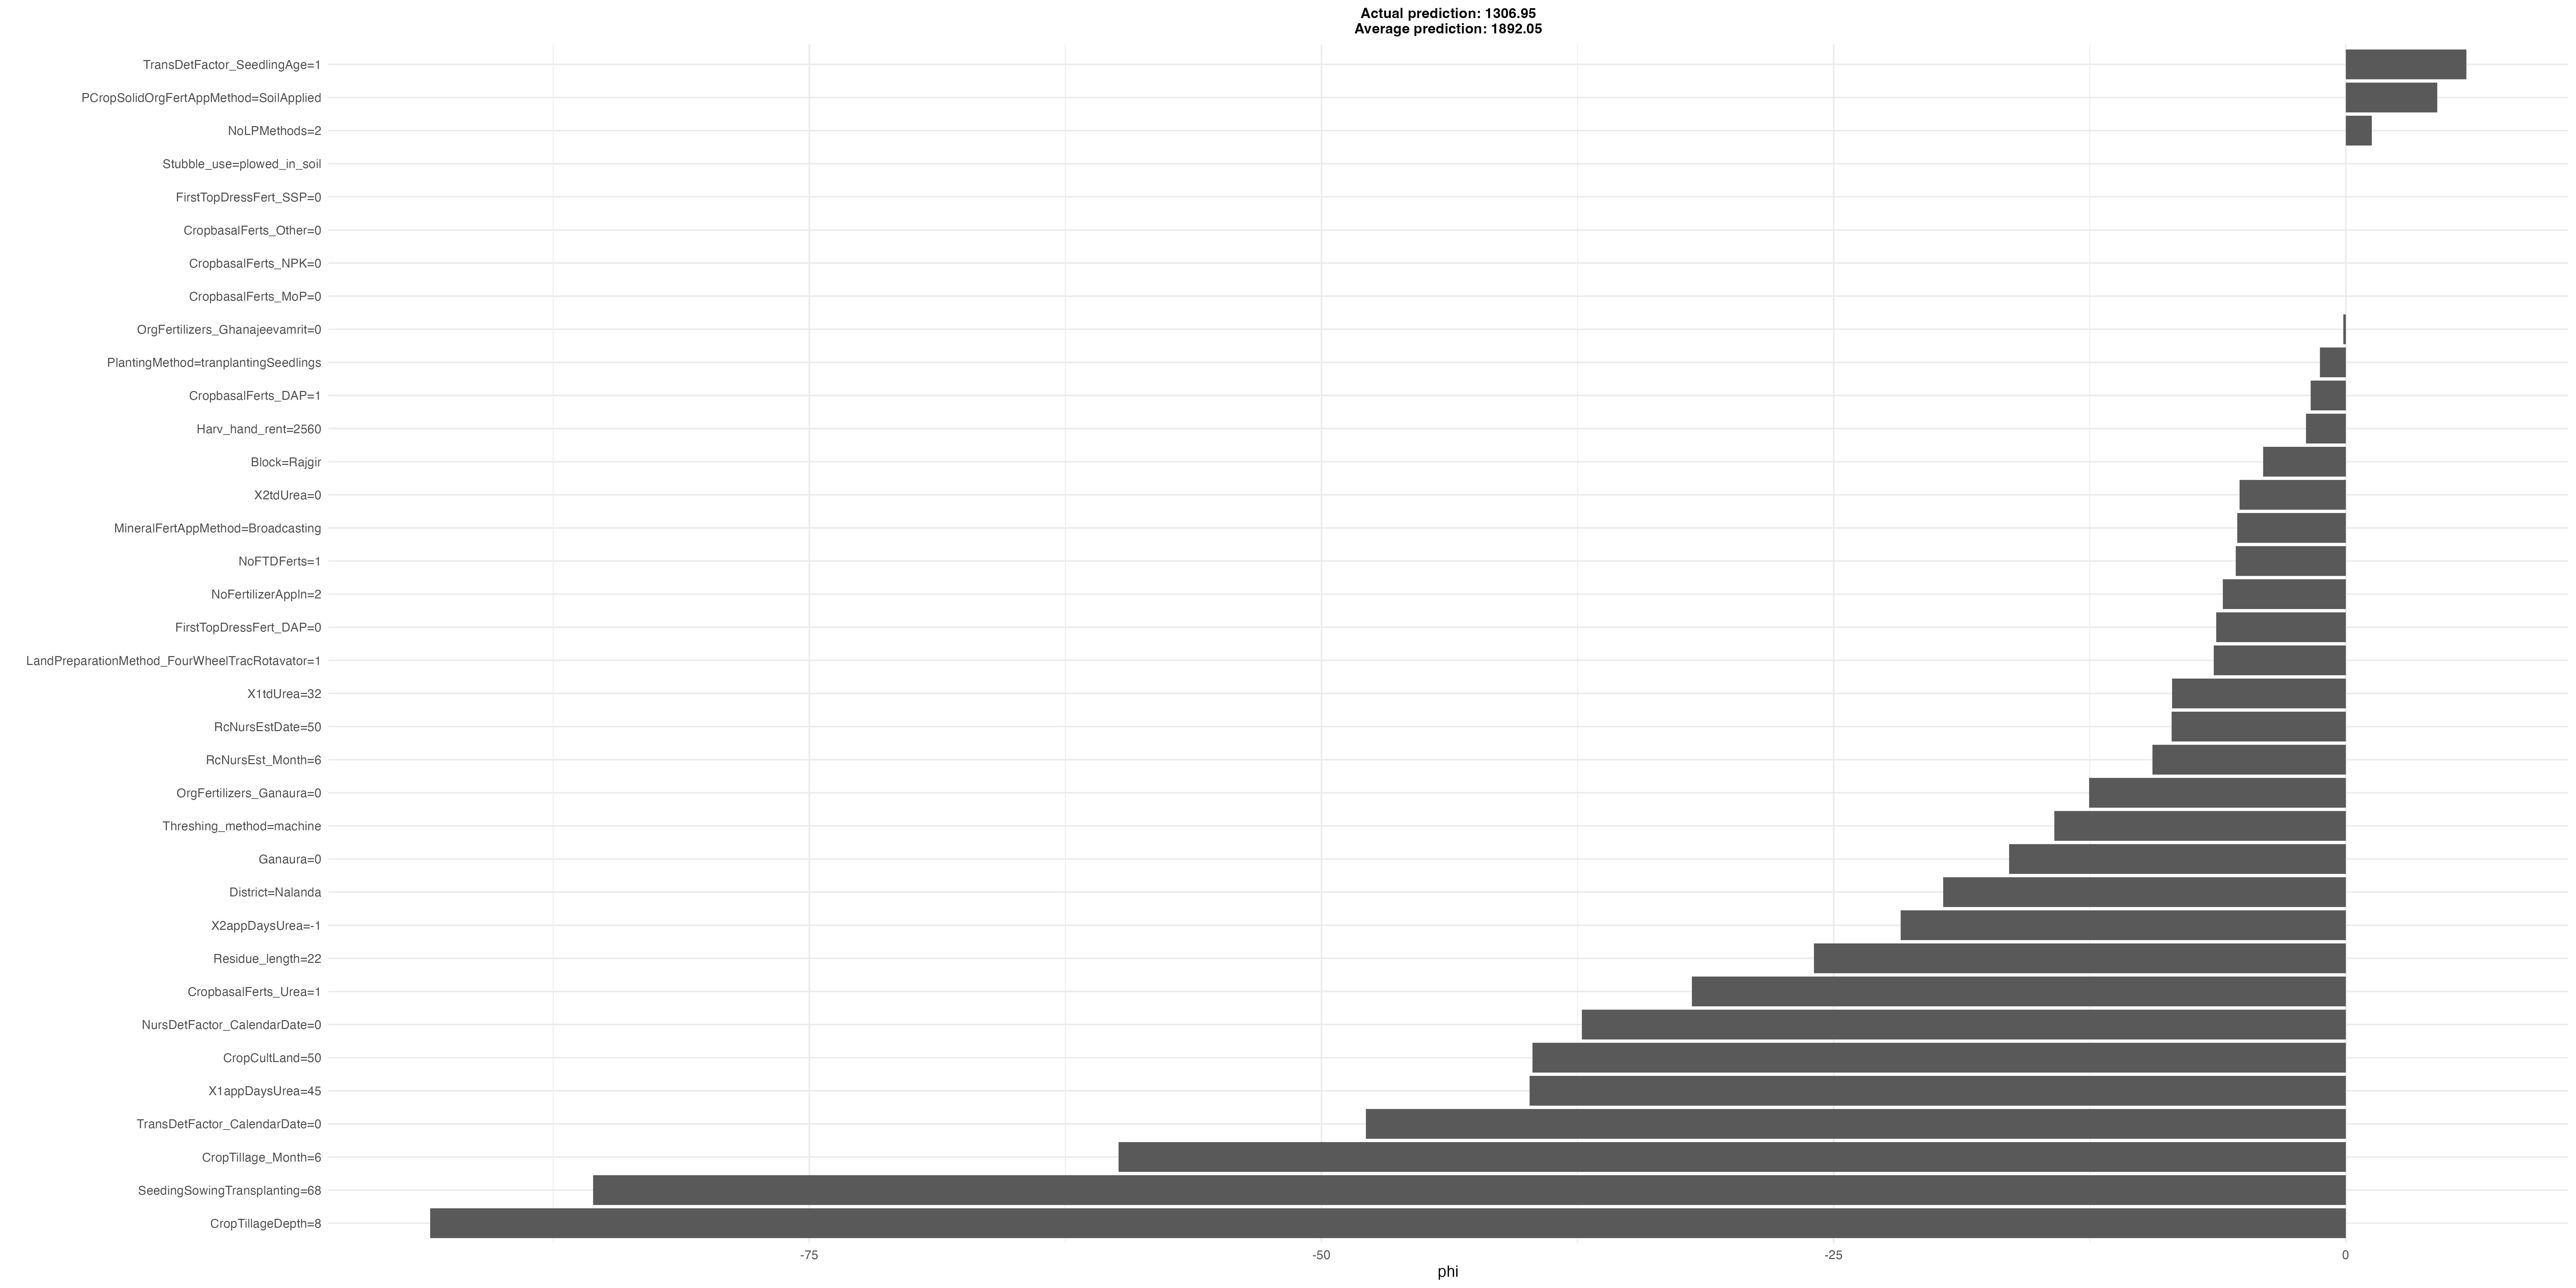 Actual prediction: 1306.95
Average prediction: 1892.05
TransDetFactor_SeedlingAge=1
PCropSolidOrgFertAppMethod=SoilApplied
NoLPMethods=2
Stubble_use=plowed_in_soil
FirstTopDressFert_SSP=0
CropbasalFerts_Other=0
CropbasalFerts_NPK=0
CropbasalFerts_MoP=0
OrgFertilizers_Ghanajeevamrit=0
PlantingMethod=tranplantingSeedlings
CropbasalFerts_DAP=1
Harv_hand_rent=2560
Block=Rajgir
X2tdUrea=0
MineralFertAppMethod=Broadcasting
NoFTDFerts=1
NoFertilizerAppln=2
FirstTopDressFert_DAP=0
LandPreparationMethod_FourWheelTracRotavator=1
X1tdUrea=32
RcNursEstDate=50
RcNursEst_Month=6
OrgFertilizers_Ganaura=0
Threshing_method=machine
Ganaura=0
District=Nalanda
X2appDaysUrea=-1
Residue_length=22
CropbasalFerts_Urea=1
NursDetFactor_CalendarDate=0
CropCultLand=50
X1appDaysUrea=45
TransDetFactor_CalendarDate=0
CropTillage_Month=6
SeedingSowingTransplanting=68
CropTillageDepth=8
-75 -50 -25 0
phi